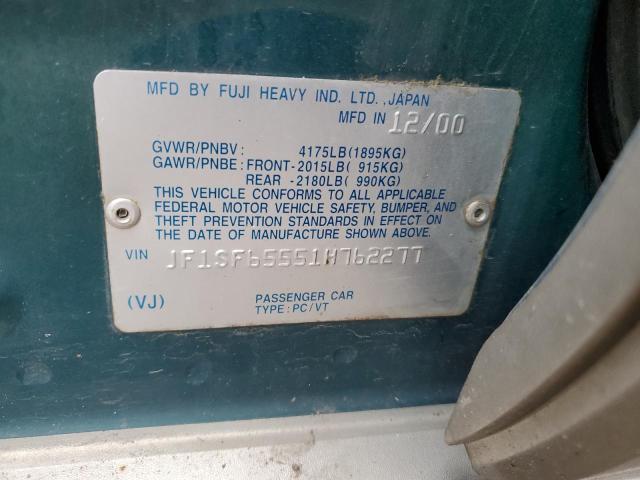 MFD BY FUJI HEAVY IND. LTD., JAPAN
MFD IN 12/00
GVWR/PNBV : 4175LB(1895KG)
GAWR/PNBE: FRONT-2015LB( 915KG)
REAR -2180LB( 990KG)
THIS VEHICLE CONFORMS TO ALL APPLICABLE
FEDERAL MOTOR VEHICLE SAFETY, BUMPER, AND
THEFT PREVENTION STANDARDS IN EFFECT ON
THE DATE OF MANUFACTURE SHOWN ABOVE.
VIN JF1SF65551H762277
(VJ) PASSENGER CAR
TYPE: PC/VT